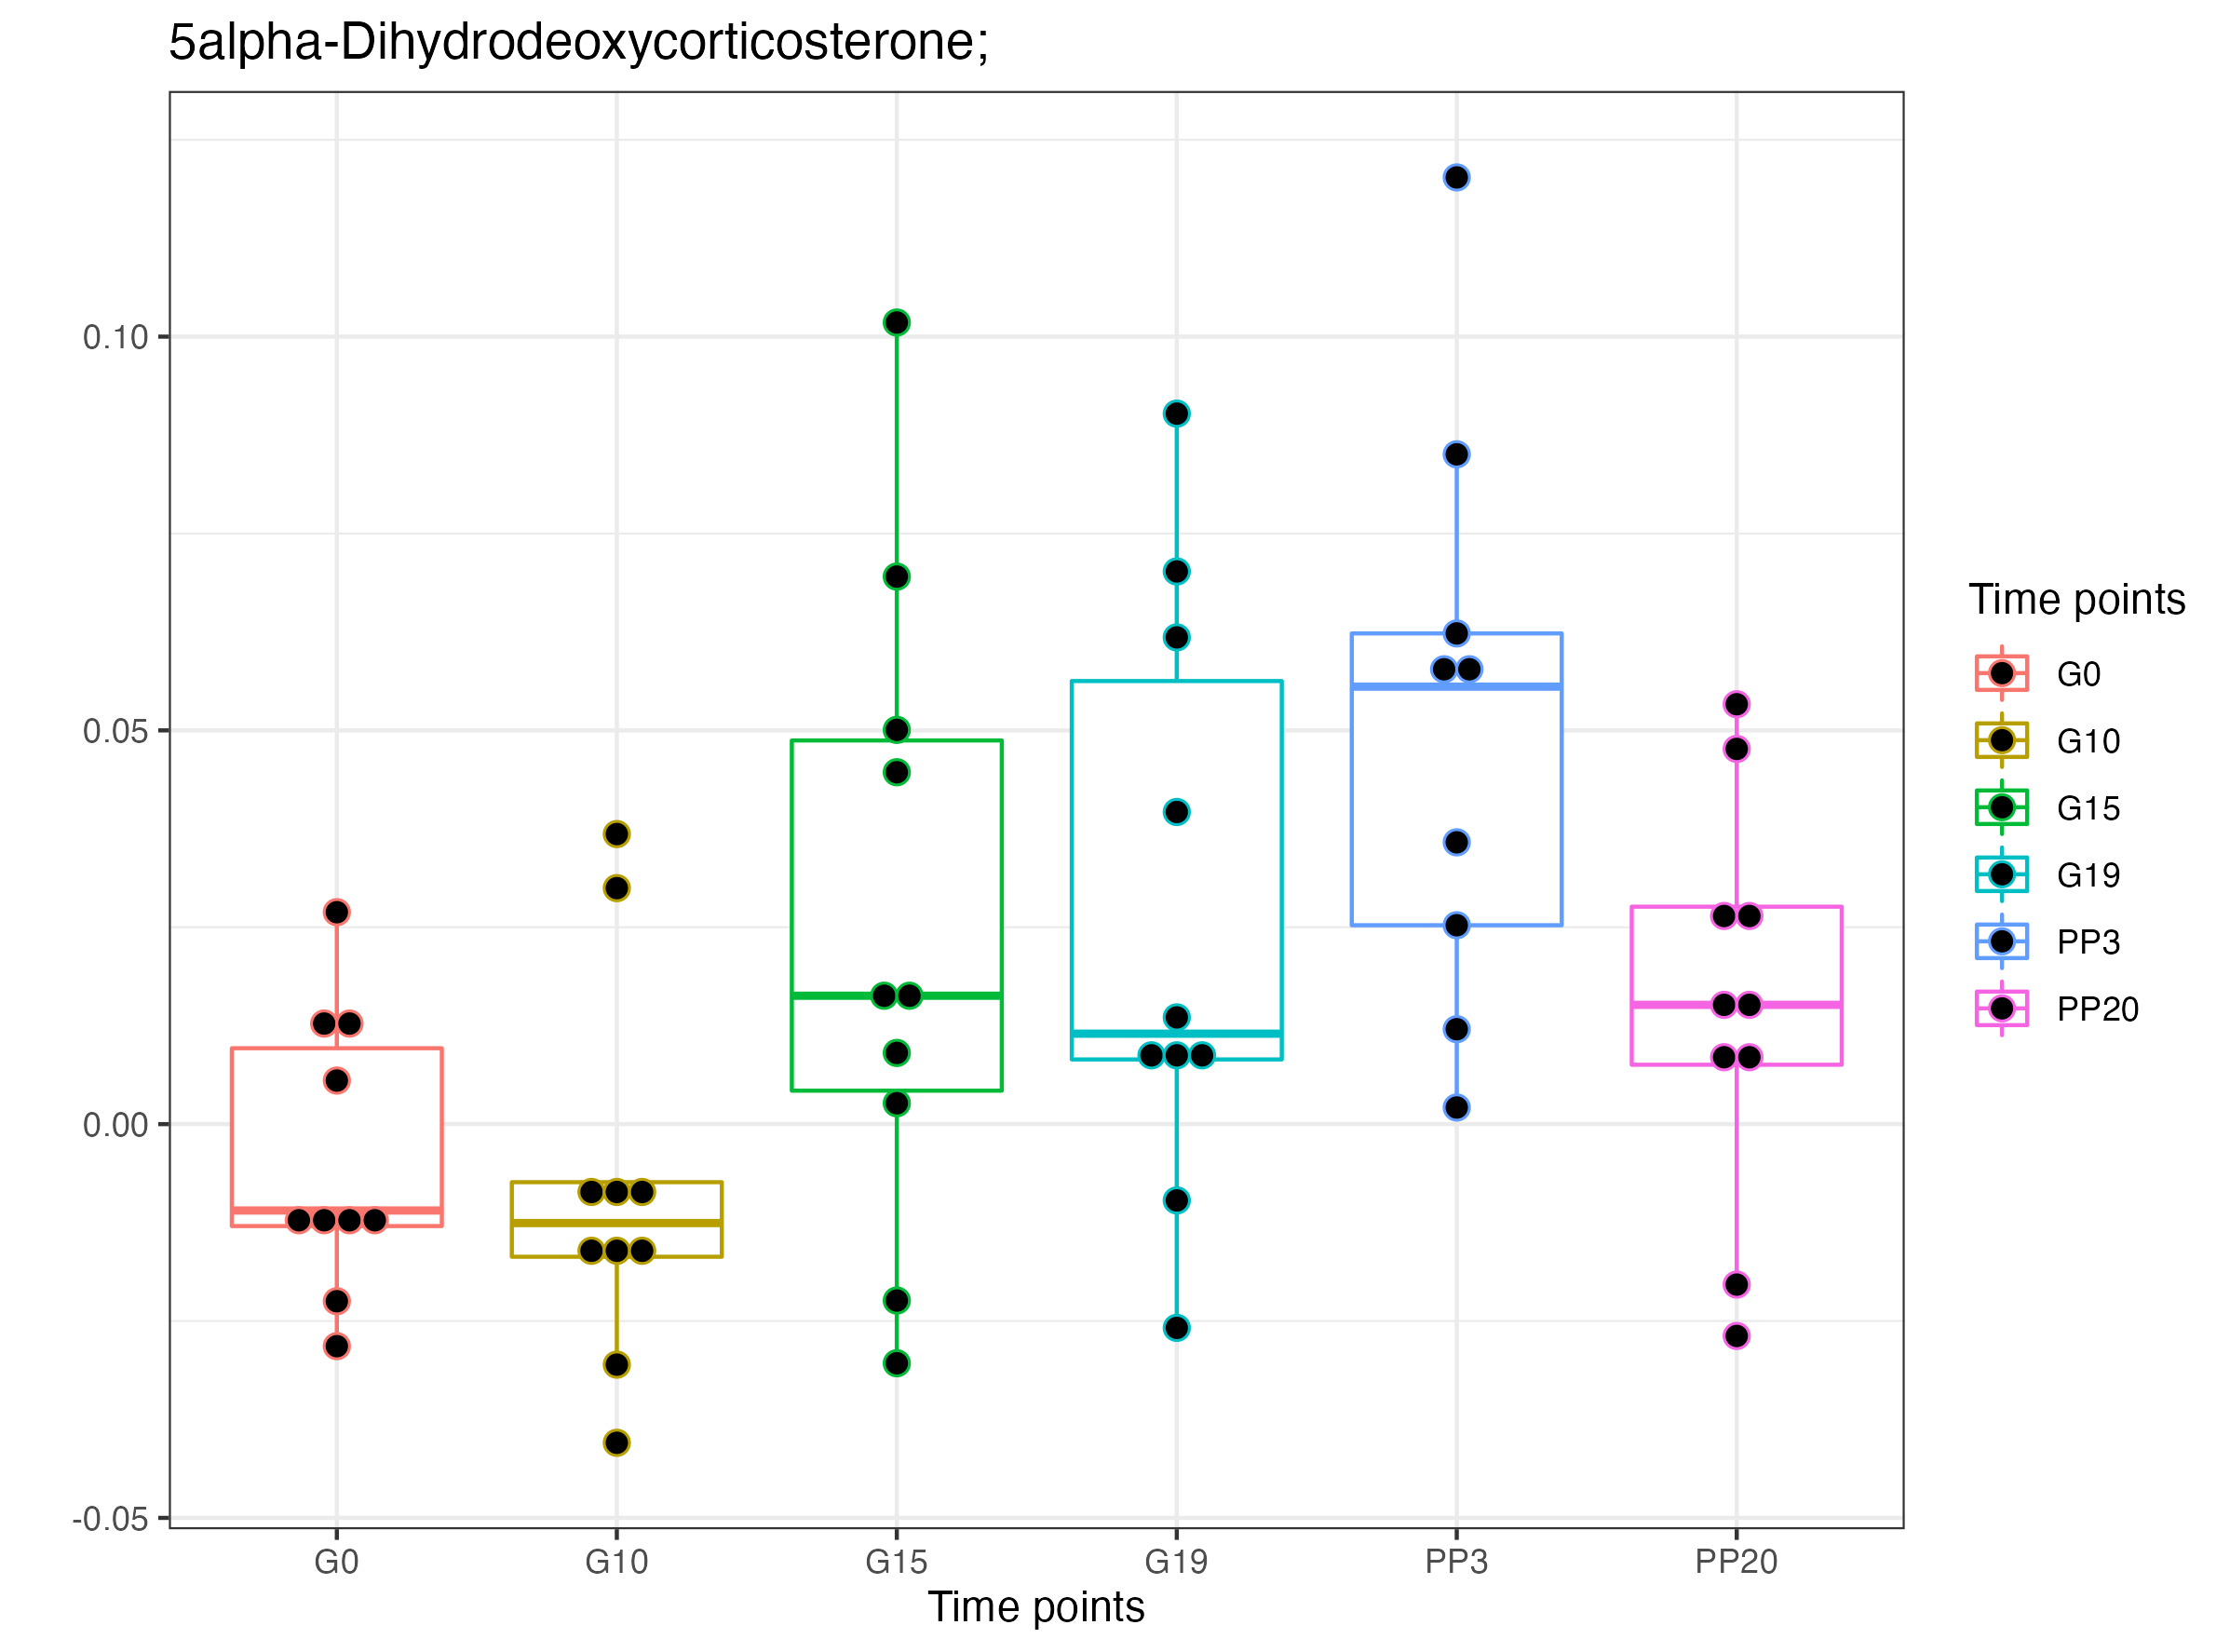 5alpha-Dihydrodeoxycorticosterone;
0.10
0.05
0.00
-0.05
G0 G10 G15 G19 PP3 PP20
Time points
Time points
G0
G10
G15
G19
PP3
PP20